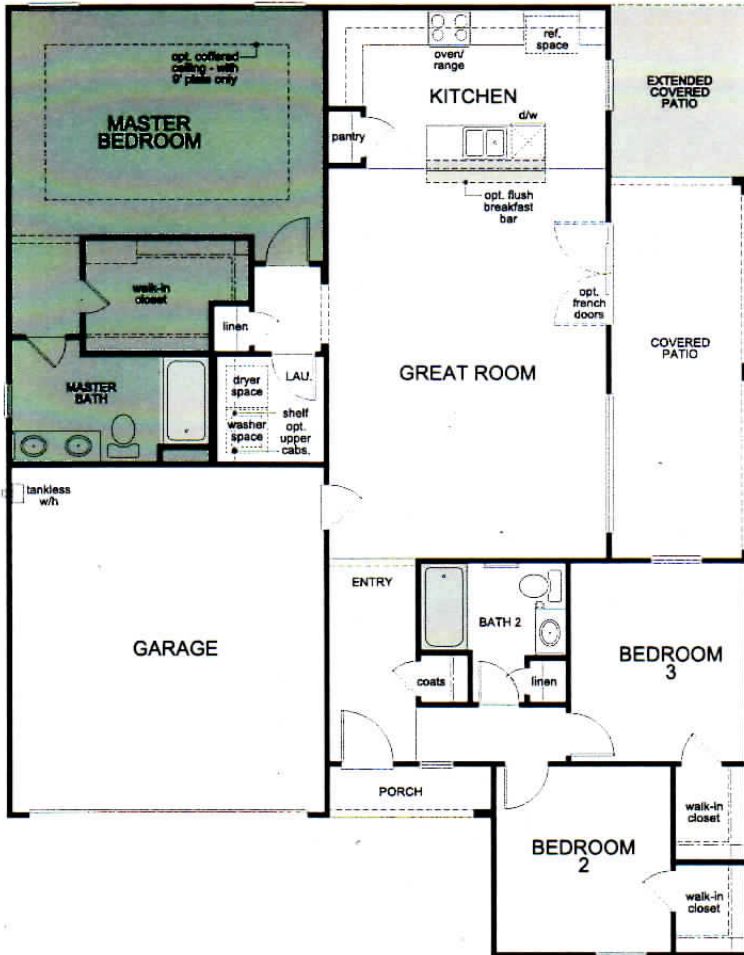 opt. coffered
ceiling - with
9' plate only
MASTER
BEDROOM
oven/
range
ref.
space
KITCHEN
EXTENDED
COVERED
PATIO
pantry
d/w
opt. flush
breakfast
bar
walk-in
closet
opt.
french
doors
linen
COVERED
PATIO
GREAT ROOM
MASTER
BATH
dryer
space
LAU.
washer
space
shelf
opt.
upper
cabs.
tankless
w/h
ENTRY
BATH 2
GARAGE
BEDROOM
3
coats
linen
PORCH
walk-in
closet
BEDROOM
2
walk-in
closet